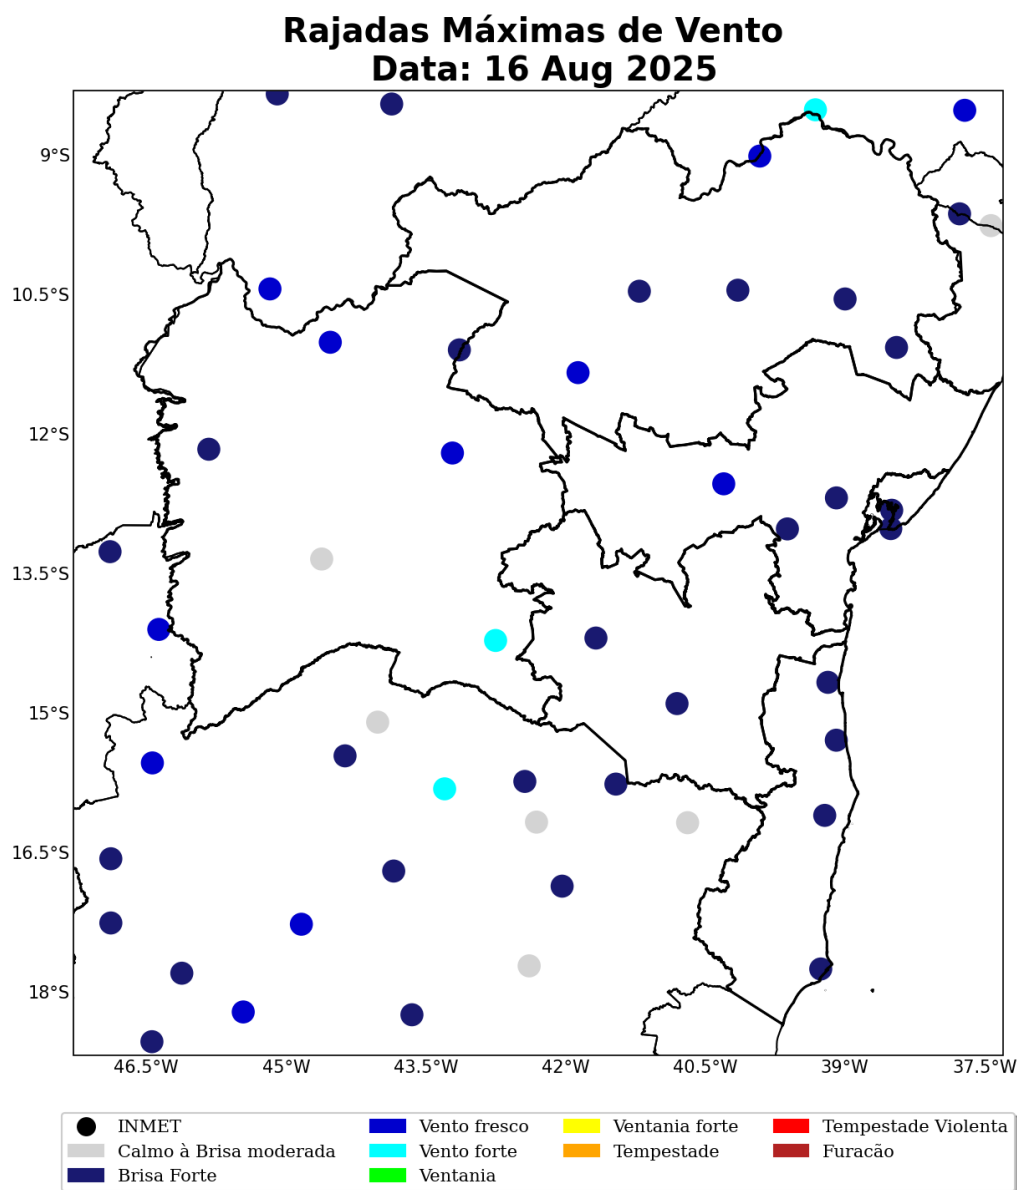 Rajadas Máximas de Vento
Data: 16 Aug 2025
9°S
10.5°S
12°S
13.5°S
15°S
16.5°S
18°S
46.5°W 45°W 43.5°W 42°W 40.5°W 39°W 37.5°W
INMET
Calmo à Brisa moderada
Brisa Forte
Vento fresco
Vento forte
Ventania
Ventania forte
Tempestade
Tempestade Violenta
Furacão